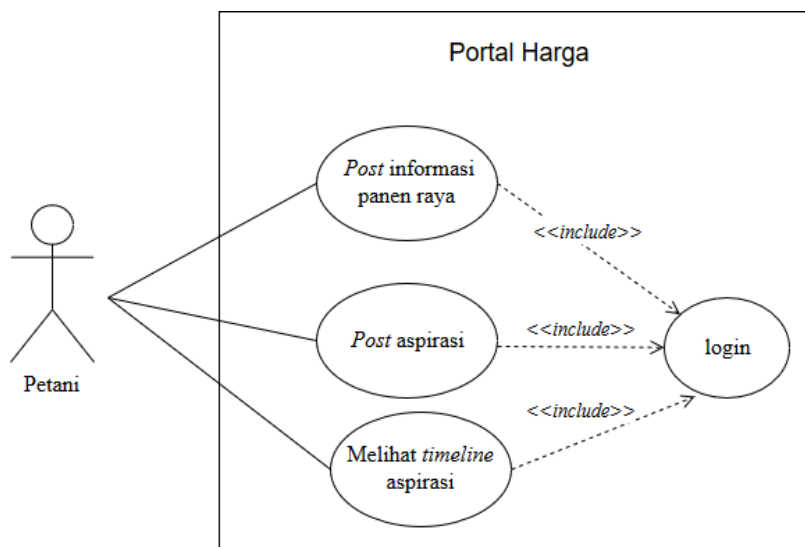 Portal Harga
Post informasi
panen raya
<<include>>
Post aspirasi
<<include>>
login
Petani
<<include>>
Melihat timeline
aspirasi